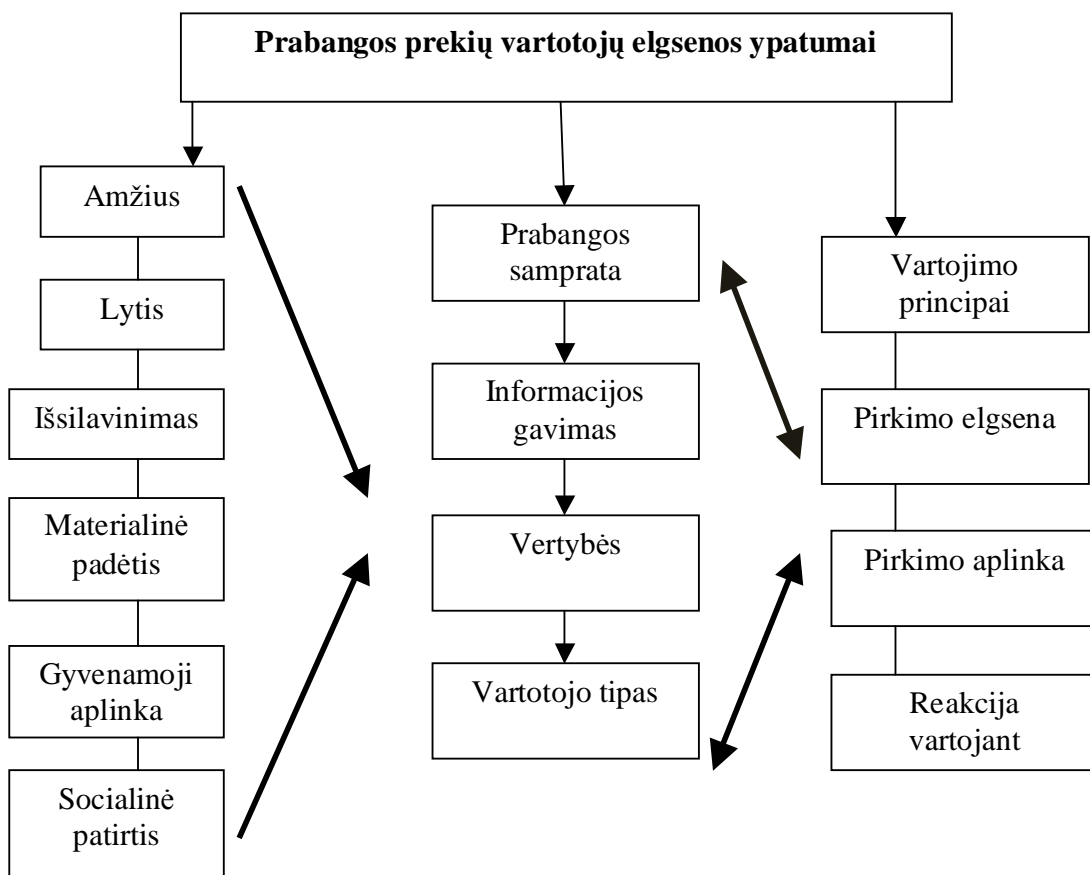 Prabangos prekių vartotojų elgsenos ypatumai
Amžius
Lytis
Išsilavinimas
Materialinė
padėtis
Gyvenamoji
aplinka
Socialinė
patirtis
Prabangos
samprata
Informacijos
gavimas
Vertybės
Vartotojo tipas
Vartojimo
principai
Pirkimo elgsena
Pirkimo aplinka
Reakcija
vartojant